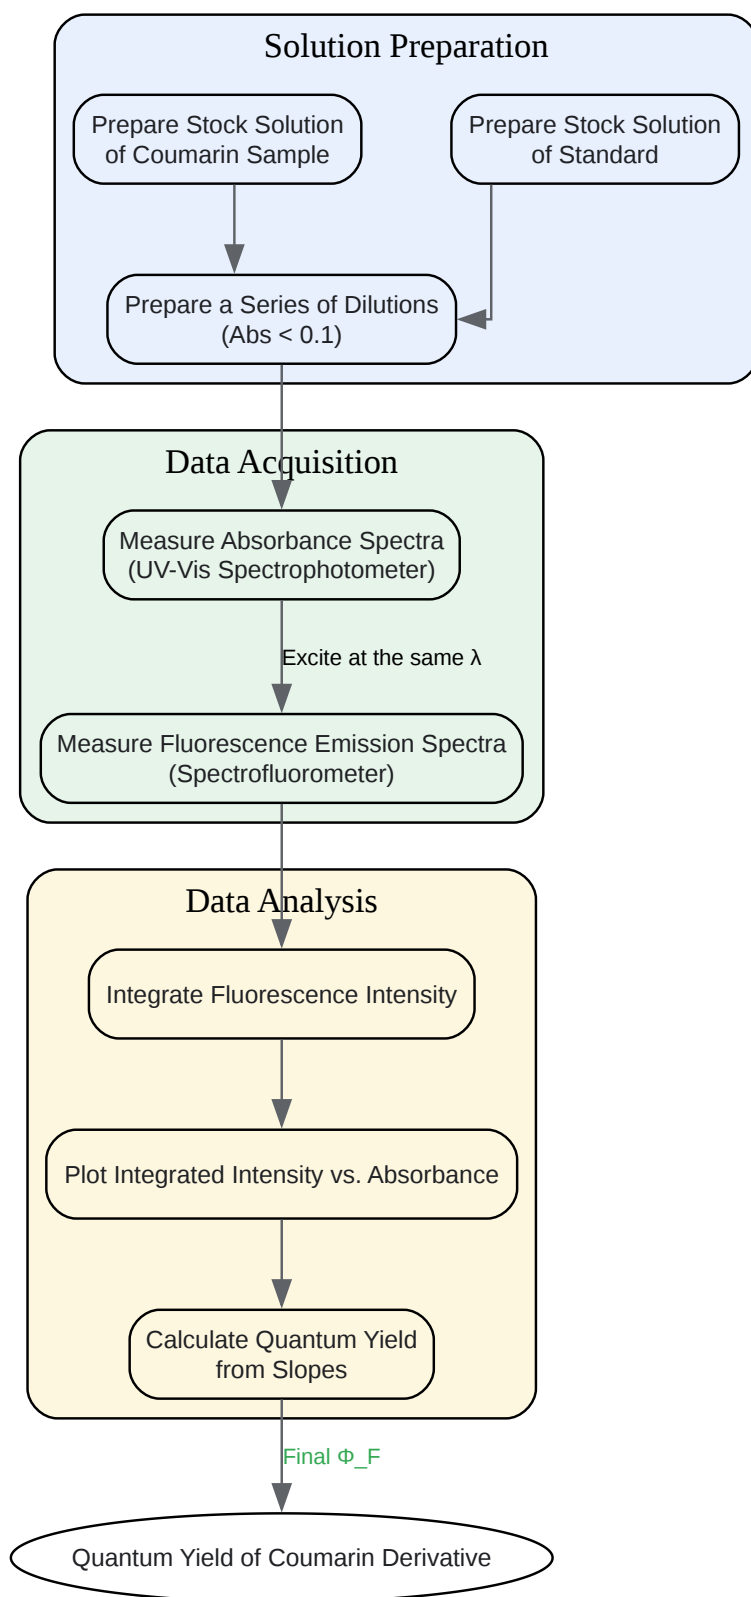 Solution Preparation
Prepare Stock Solution
of Coumarin Sample
Prepare Stock Solution
of Standard
Prepare a Series of Dilutions
(Abs < 0.1)
Data Acquisition
Measure Absorbance Spectra
(UV-Vis Spectrophotometer)
Excite at the same λ
Measure Fluorescence Emission Spectra
(Spectrofluorometer)
Data Analysis
Integrate Fluorescence Intensity
Plot Integrated Intensity vs. Absorbance
Calculate Quantum Yield
from Slopes
Final Φ_F
Quantum Yield of Coumarin Derivative